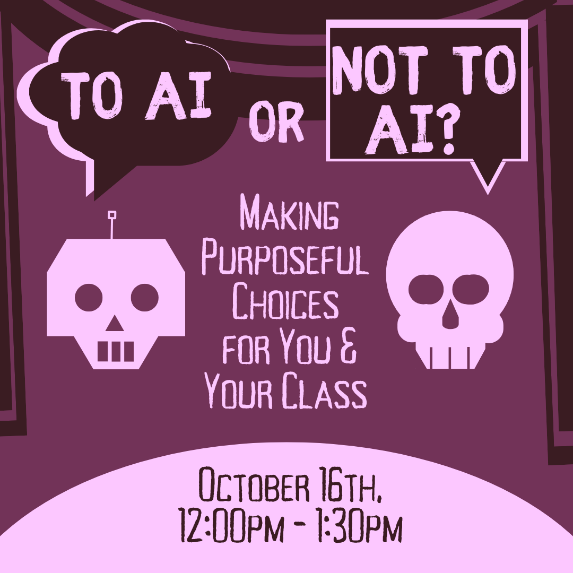 TO AI
OR
NOT TO
AI?
Making
Purposeful
Choices
for You &
Your Class
October 16th,
12:00pm - 1:30pm